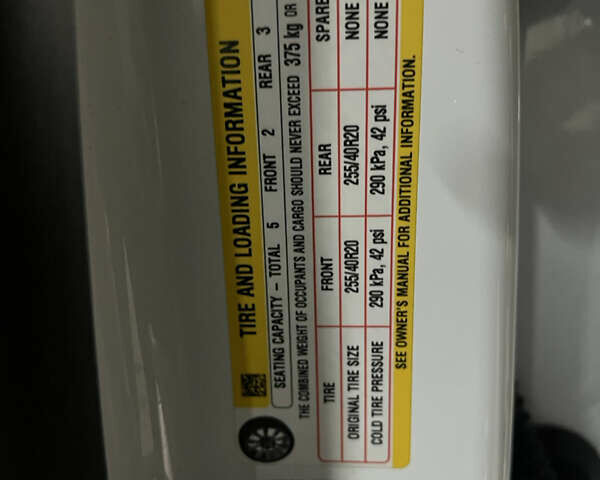 TIRE AND LOADING INFORMATION
SEATING CAPACITY – TOTAL 5 FRONT 2 REAR 3
THE COMBINED WEIGHT OF OCCUPANTS AND CARGO SHOULD NEVER EXCEED 375 kg OR
TIRE FRONT REAR SPARE
ORIGINAL TIRE SIZE 255/40R20 255/40R20 NONE
COLD TIRE PRESSURE 290 kPa, 42 psi 290 kPa, 42 psi NONE
SEE OWNER'S MANUAL FOR ADDITIONAL INFORMATION.